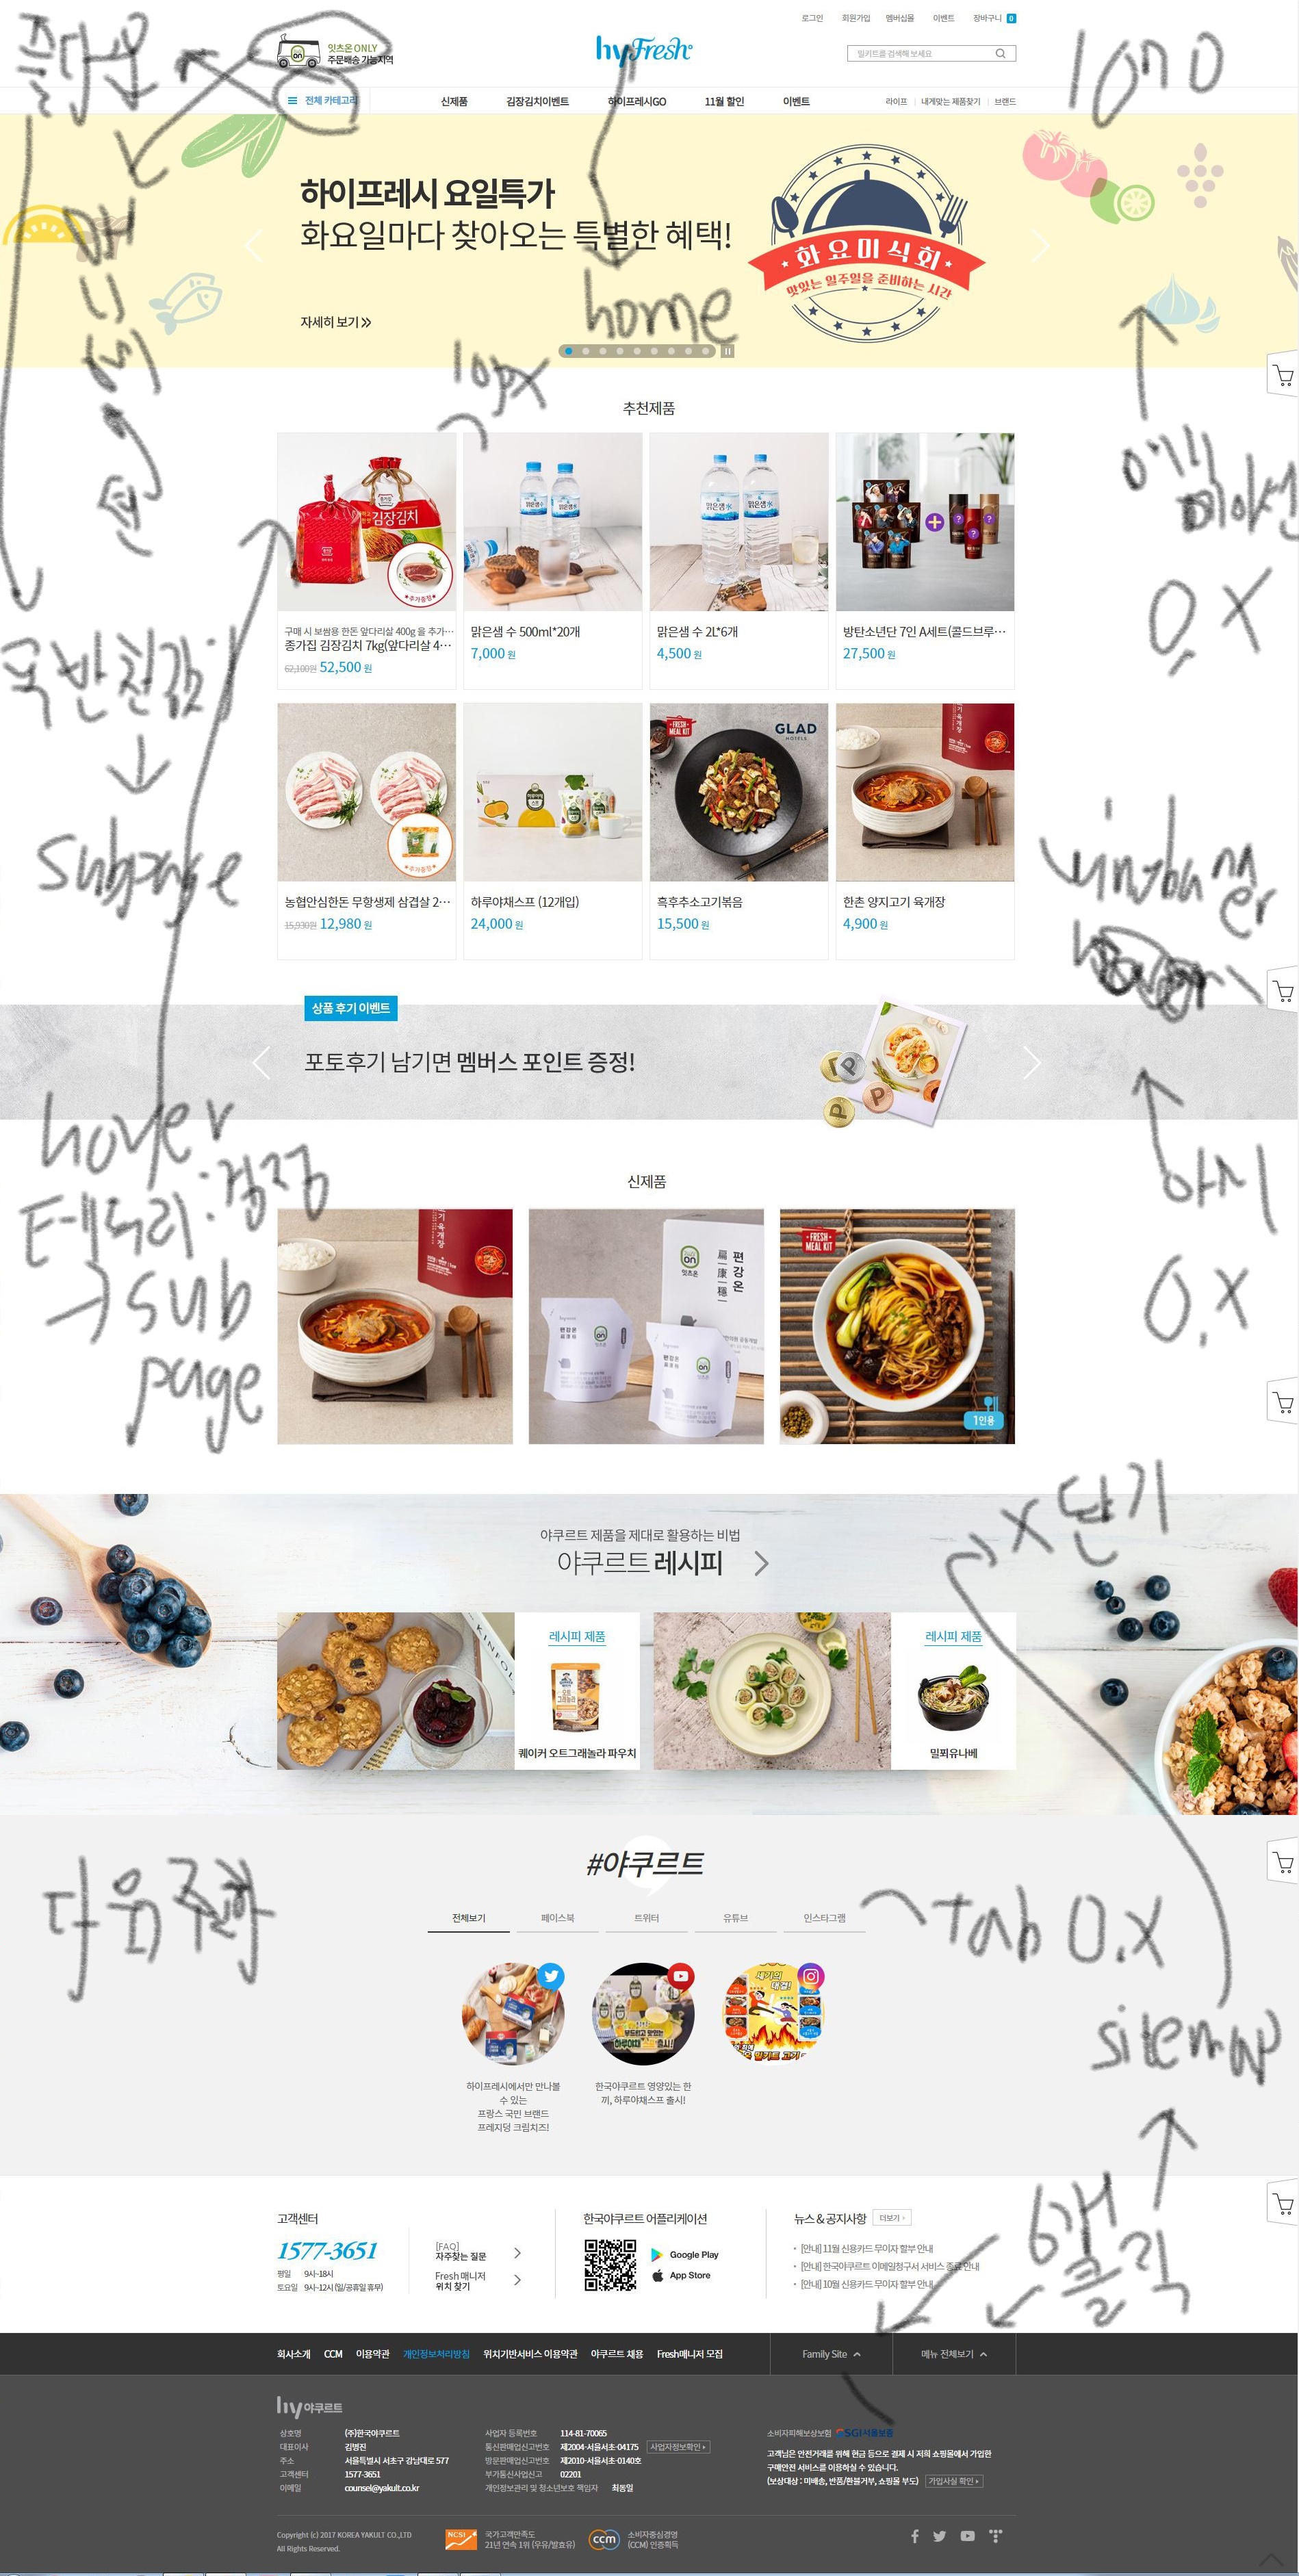 로그인 회원가입 멤버십몰 이벤트 장바구니 0
잇츠온 ONLY
주문배송 가능지역
hyFresh
밀키트를 검색해 보세요
전체 카테고리 신제품 김장김치이벤트 하이프레시GO 11월 할인 이벤트 라이프 내게맞는 제품찾기 브랜드
하이프레시 요일특가
화요일마다 찾아오는 특별한 혜택!
화요미식회
맛있는 일주일을 준비하는 시간
자세히 보기
home
추천제품
구매 시 보쌈용 한돈 앞다리살 400g 을 추가…
종가집 김장김치 7kg(앞다리살 4…
62,100원 52,500 원
맑은샘 수 500ml*20개
7,000 원
맑은샘 수 2L*6개
4,500 원
방탄소년단 7인 A세트(콜드브루…
27,500 원
GLAD
HOTELS
FRESH
MEAL KIT
농협안심한돈 무항생제 삼겹살 2…
15,930원 12,980 원
하루야채스프 (12개입)
24,000 원
흑후추소고기볶음
15,500 원
한촌 양지고기 육개장
4,900 원
상품 후기 이벤트
포토후기 남기면 멤버스 포인트 증정!
hover
테두리.검정
→sub
page
신제품
on
잇츠온
편강온
FRESH
MEAL KIT
1인용
x닫기
야쿠르트 제품을 제대로 활용하는 비법
야쿠르트 레시피
레시피 제품
퀘이커 오트그래놀라 파우치
레시피 제품
밀푀유나베
#야쿠르트
다음주
전체보기 페이스북 트위터 유튜브 인스타그램
tab O.X
sitemap
하이프레시에서만 만나볼
수 있는
프랑스 국민 브랜드
프레지덩 크림치즈!
한국야쿠르트 영양있는 한
끼, 하루야채스프 출시!
고객센터
1577-3651
평일 9시~18시
토요일 9시~12시 (일/공휴일 휴무)
[FAQ]
자주찾는 질문
Fresh 매니저
위치 찾기
한국야쿠르트 어플리케이션
Google Play
App Store
뉴스 & 공지사항 더보기
[안내] 11월 신용카드 무이자 할부 안내
[안내] 한국야쿠르트 이메일청구서 서비스 종료 안내
[안내] 10월 신용카드 무이자 할부 안내
클릭
회사소개 CCM 이용약관 개인정보처리방침 위치기반서비스 이용약관 야쿠르트 채용 Fresh매니저 모집 Family Site 메뉴 전체보기
hy야쿠르트
상호명 (주)한국야쿠르트
대표이사 김병진
주소 서울특별시 서초구 강남대로 577
고객센터 1577-3651
이메일 counsel@yakult.co.kr
사업자 등록번호 114-81-70065
통신판매업신고번호 제2004-서울서초-04175 사업자정보확인
방문판매업신고번호 제2010-서울서초-0140호
부가통신사업신고 02201
개인정보관리 및 청소년보호 책임자 최동일
소비자피해보상보험 SGI서울보증
고객님은 안전거래를 위해 현금 등으로 결제 시 저희 쇼핑몰에서 가입한
구매안전 서비스를 이용하실 수 있습니다.
(보상대상 : 미배송, 반품/환불거부, 쇼핑몰 부도) 가입사실 확인
Copyright (c) 2017 KOREA YAKULT CO.,LTD
All Rights Reserved.
NCSI
국가고객만족도
21년 연속 1위 (우유/발효유)
ccm
소비자중심경영
(CCM) 인증획득